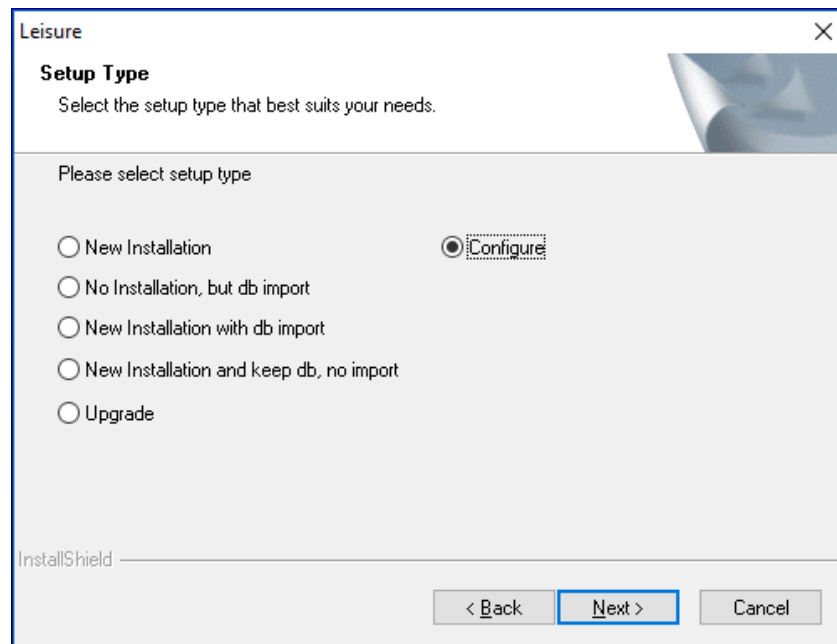 Leisure
Setup Type
Select the setup type that best suits your needs.
Please select setup type
New Installation
Configure
No Installation, but db import
New Installation with db import
New Installation and keep db, no import
Upgrade
InstallShield
< Back
Next >
Cancel